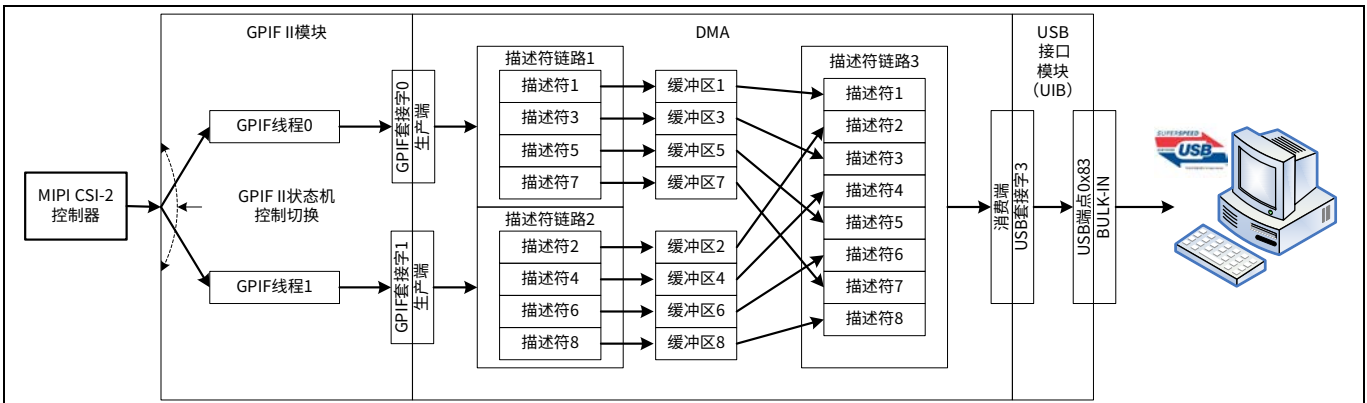 GPIF II模块
DMA
USB
接口
模块
(UIB)
MIPI CSI-2
控制器
GPIF线程0
GPIF II状态机
控制切换
GPIF线程1
GPIF套接字0
生产端
GPIF套接字1
生产端
描述符链路1
描述符1
描述符3
描述符5
描述符7
描述符链路2
描述符2
描述符4
描述符6
描述符8
缓冲区1
缓冲区3
缓冲区5
缓冲区7
缓冲区2
缓冲区4
缓冲区6
缓冲区8
描述符链路3
描述符1
描述符2
描述符3
描述符4
描述符5
描述符6
描述符7
描述符8
消费端
USB套接字3
USB端点0x83
BULK-IN
SUPERSPEED
USB